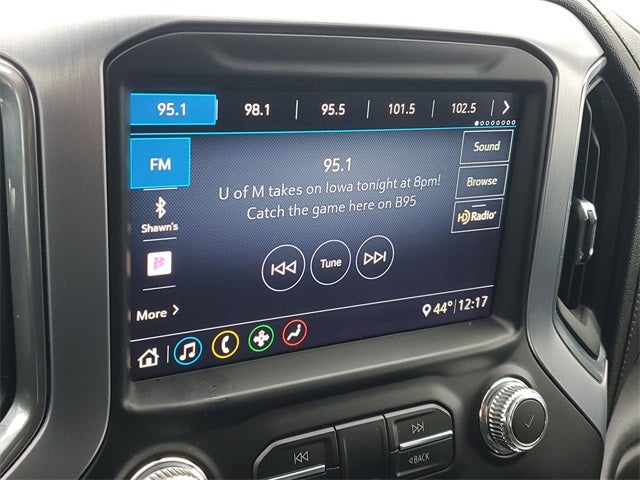 95.1 98.1 95.5 101.5 102.5
FM
95.1
U of M takes on Iowa tonight at 8pm!
Catch the game here on B95
Sound
Browse
HD Radio
Shawn's
Tune
More
44° 12:17
BACK